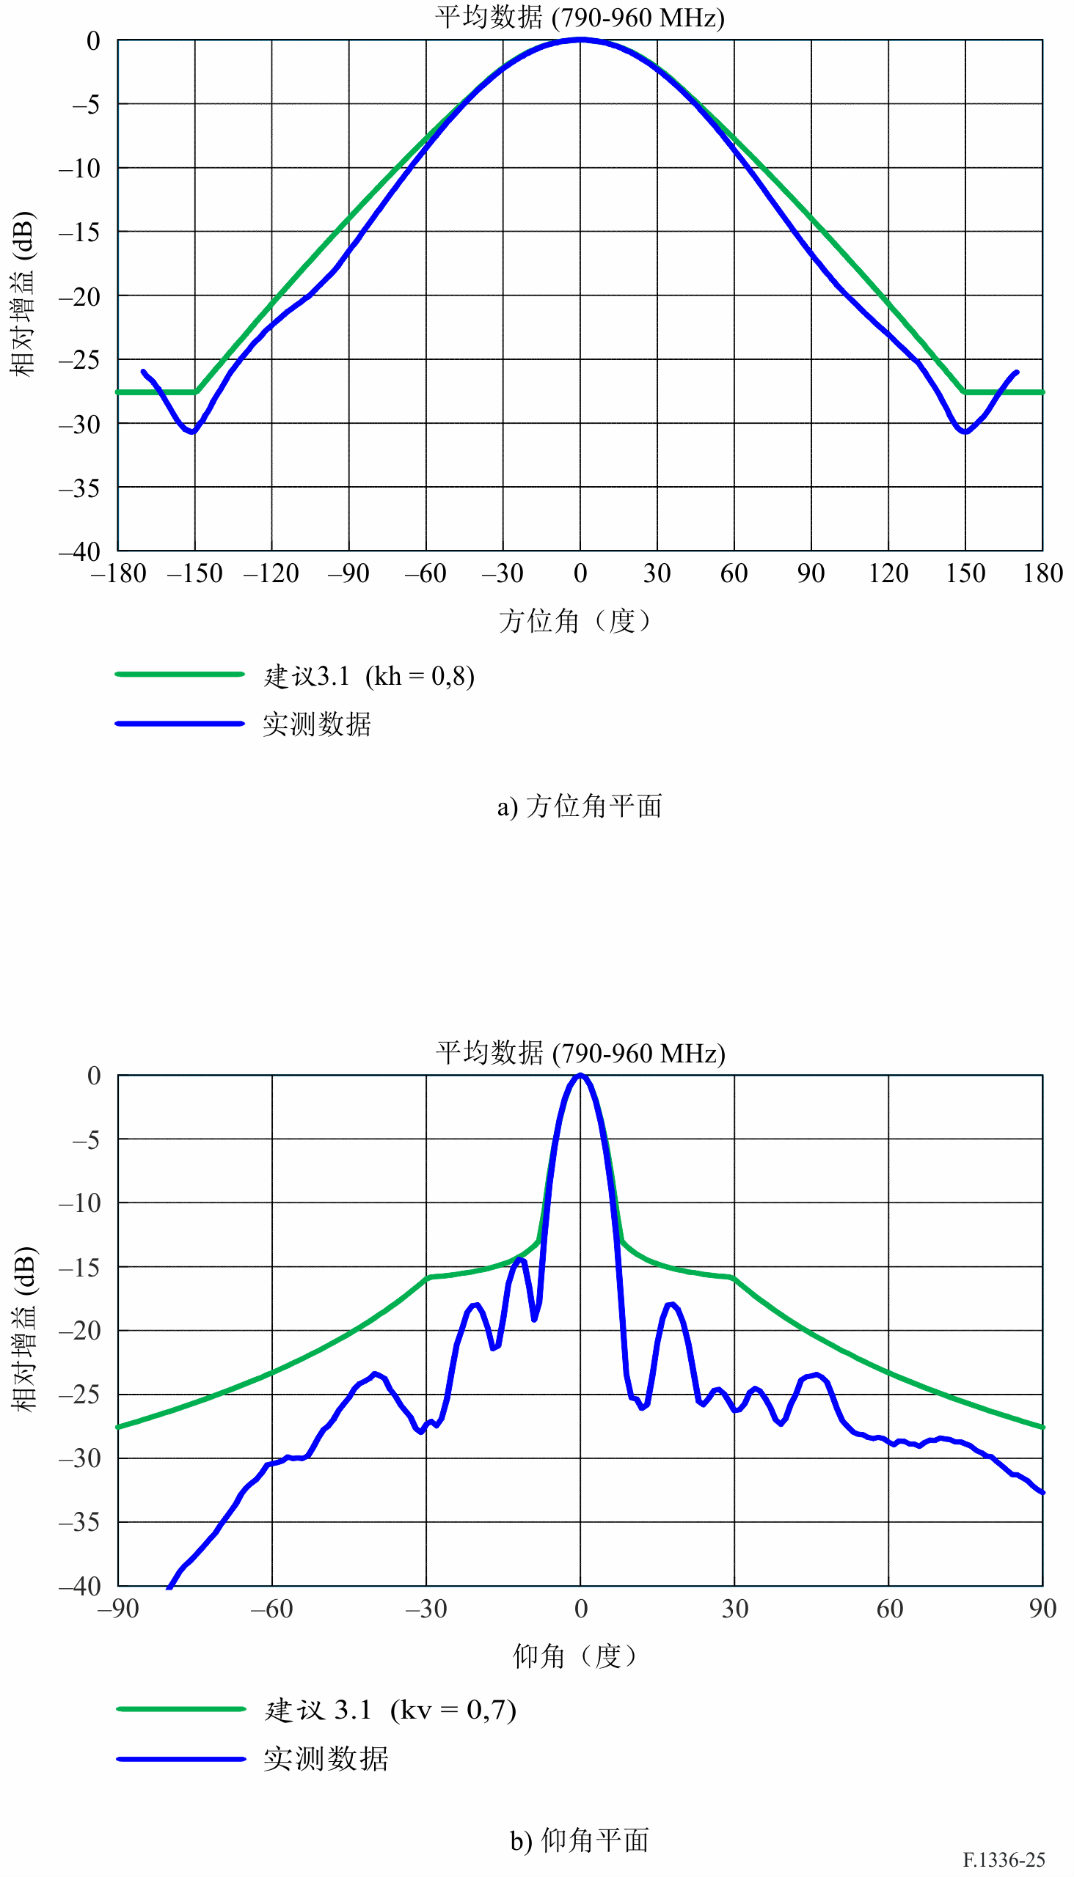 平均数据 (790-960 MHz)
0
–5
–10
–15
–20
–25
–30
–35
–40
相对增益 (dB)
–180 –150 –120 –90 –60 –30 0 30 60 90 120 150 180
方位角（度）
建议3.1 (kh = 0,8)
实测数据
a) 方位角平面
平均数据 (790-960 MHz)
0
–5
–10
–15
–20
–25
–30
–35
–40
相对增益 (dB)
–90 –60 –30 0 30 60 90
仰角（度）
建议 3.1 (kv = 0,7)
实测数据
b) 仰角平面
F.1336-25